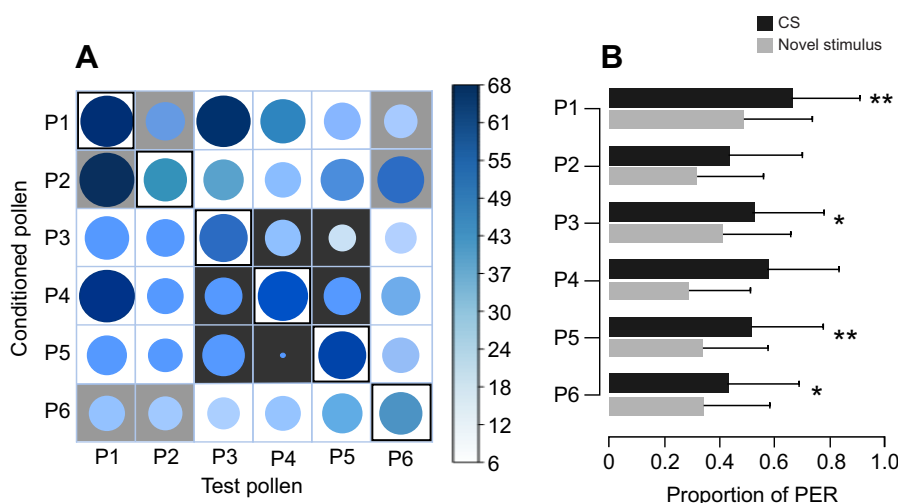 CS
Novel stimulus
A
B
68
61
55
49
43
37
30
24
18
12
6
Conditioned pollen
P1
P2
P3
P4
P5
P6
P1 P2 P3 P4 P5 P6
Test pollen
P1
**
P2
P3
*
P4
P5
**
P6
*
0 0.2 0.4 0.6 0.8 1.0
Proportion of PER